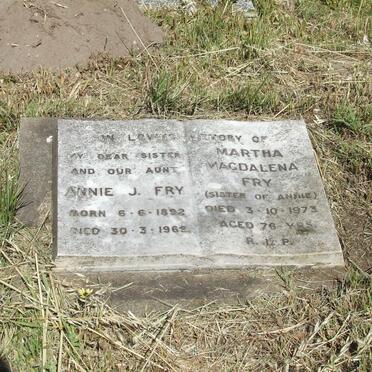 IN LOVING MEMORY OF
MY DEAR SISTER
AND OUR AUNT
ANNIE J. FRY
BORN 6-6-1892
DIED 30-3-1962
MARTHA
MAGDALENA
FRY
(SISTER OF ANNIE)
DIED 3-10-1973
AGED 76 YRS
R.I.P.